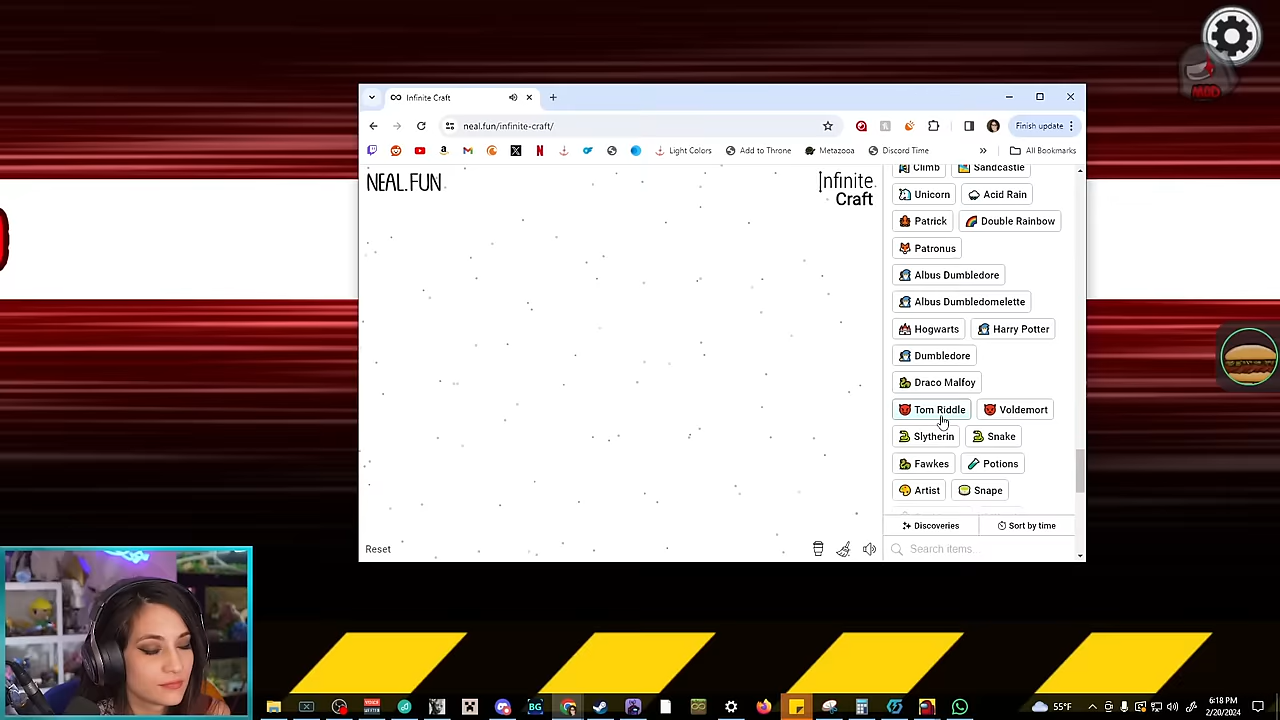 MAD
Infinite Craft
neal.fun/infinite-craft/
Finish update
Light Colors
Add to Throne
Metazooa
Discord Time
»
All Bookmarks
NEAL.FUN
Infinite
Craft
Climb
Sandcastle
Unicorn
Acid Rain
Patrick
Double Rainbow
Patronus
Albus Dumbledore
Albus Dumbledomelette
Hogwarts
Harry Potter
Dumbledore
Draco Malfoy
Tom Riddle
Voldemort
Slytherin
Snake
Fawkes
Potions
Artist
Snape
Discoveries
Sort by time
Reset
Search items...
BG
55°
6:18 PM
2/20/2024